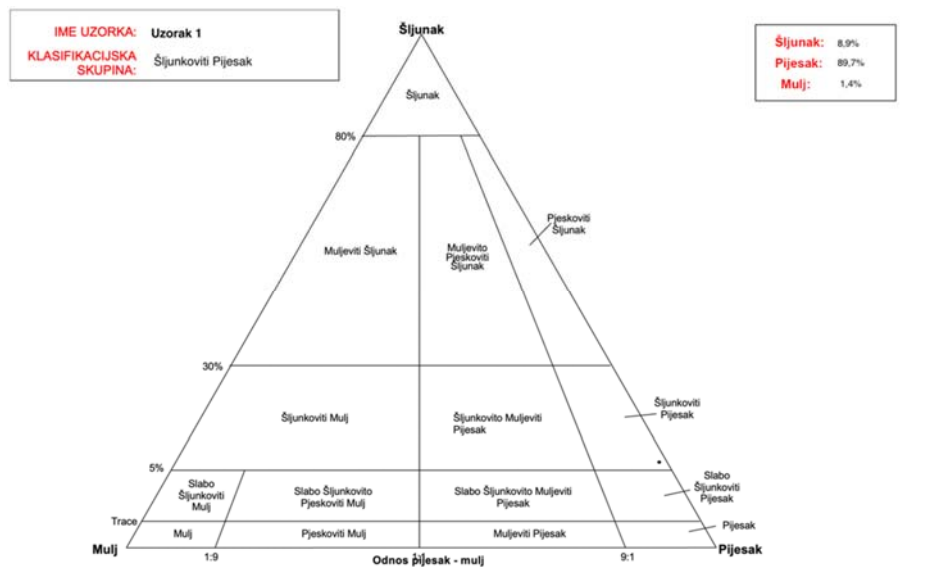 IME UZORKA: Uzorak 1
KLASIFIKACIJSKA
SKUPINA: Šljunkoviti Pijesak
Šljunak: 8,9%
Pijesak: 89,7%
Mulj: 1,4%
Šljunak
Šljunak
80%
Pjeskoviti
Šljunak
Muljeviti Šljunak
Muljevito
Pjeskoviti
Šljunak
30%
Šljunkoviti Mulj
Šljunkovito Muljeviti
Pijesak
Šljunkoviti
Pijesak
5%
Slabo
Šljunkoviti
Mulj
Slabo Šljunkovito
Pjeskoviti Mulj
Slabo Šljunkovito Muljeviti
Pijesak
Slabo
Šljunkoviti
Pijesak
Trace
Mulj
Pjeskoviti Mulj
Muljeviti Pijesak
Pijesak
Mulj
Pijesak
1:9
1:1
9:1
Odnos pijesak - mulj